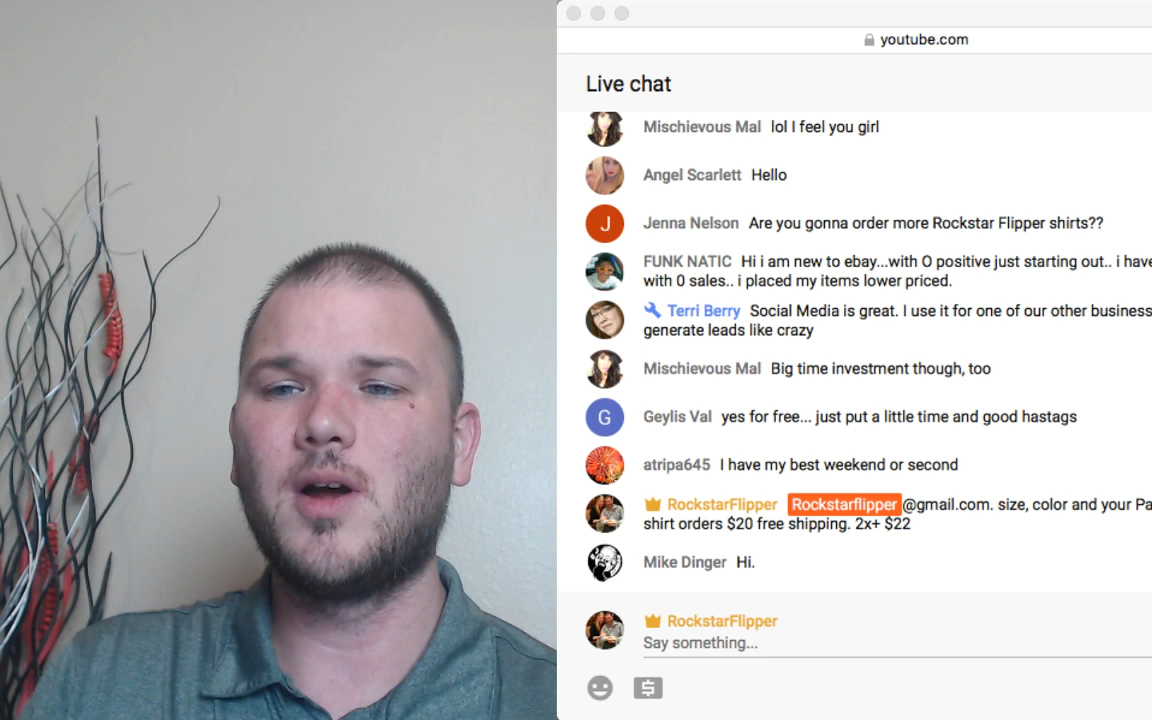 youtube.com
Live chat
Mischievous Mal lol I feel you girl
Angel Scarlett Hello
J
Jenna Nelson Are you gonna order more Rockstar Flipper shirts??
FUNK NATIC Hi i am new to ebay...with O positive just starting out.. i have
with 0 sales.. i placed my items lower priced.
Terri Berry Social Media is great. I use it for one of our other business
generate leads like crazy
Mischievous Mal Big time investment though, too
G
Geylis Val yes for free... just put a little time and good hastags
atripa645 I have my best weekend or second
RockstarFlipper Rockstarflipper@gmail.com. size, color and your Pa
shirt orders $20 free shipping. 2x+ $22
Mike Dinger Hi.
RockstarFlipper
Say something...